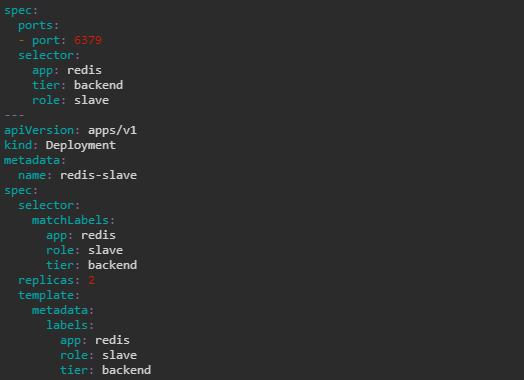 spec:
  ports:
  - port: 6379
  selector:
    app: redis
    tier: backend
    role: slave
---
apiVersion: apps/v1
kind: Deployment
metadata:
  name: redis-slave
spec:
  selector:
    matchLabels:
      app: redis
      role: slave
      tier: backend
  replicas: 2
  template:
    metadata:
      labels:
        app: redis
        role: slave
        tier: backend